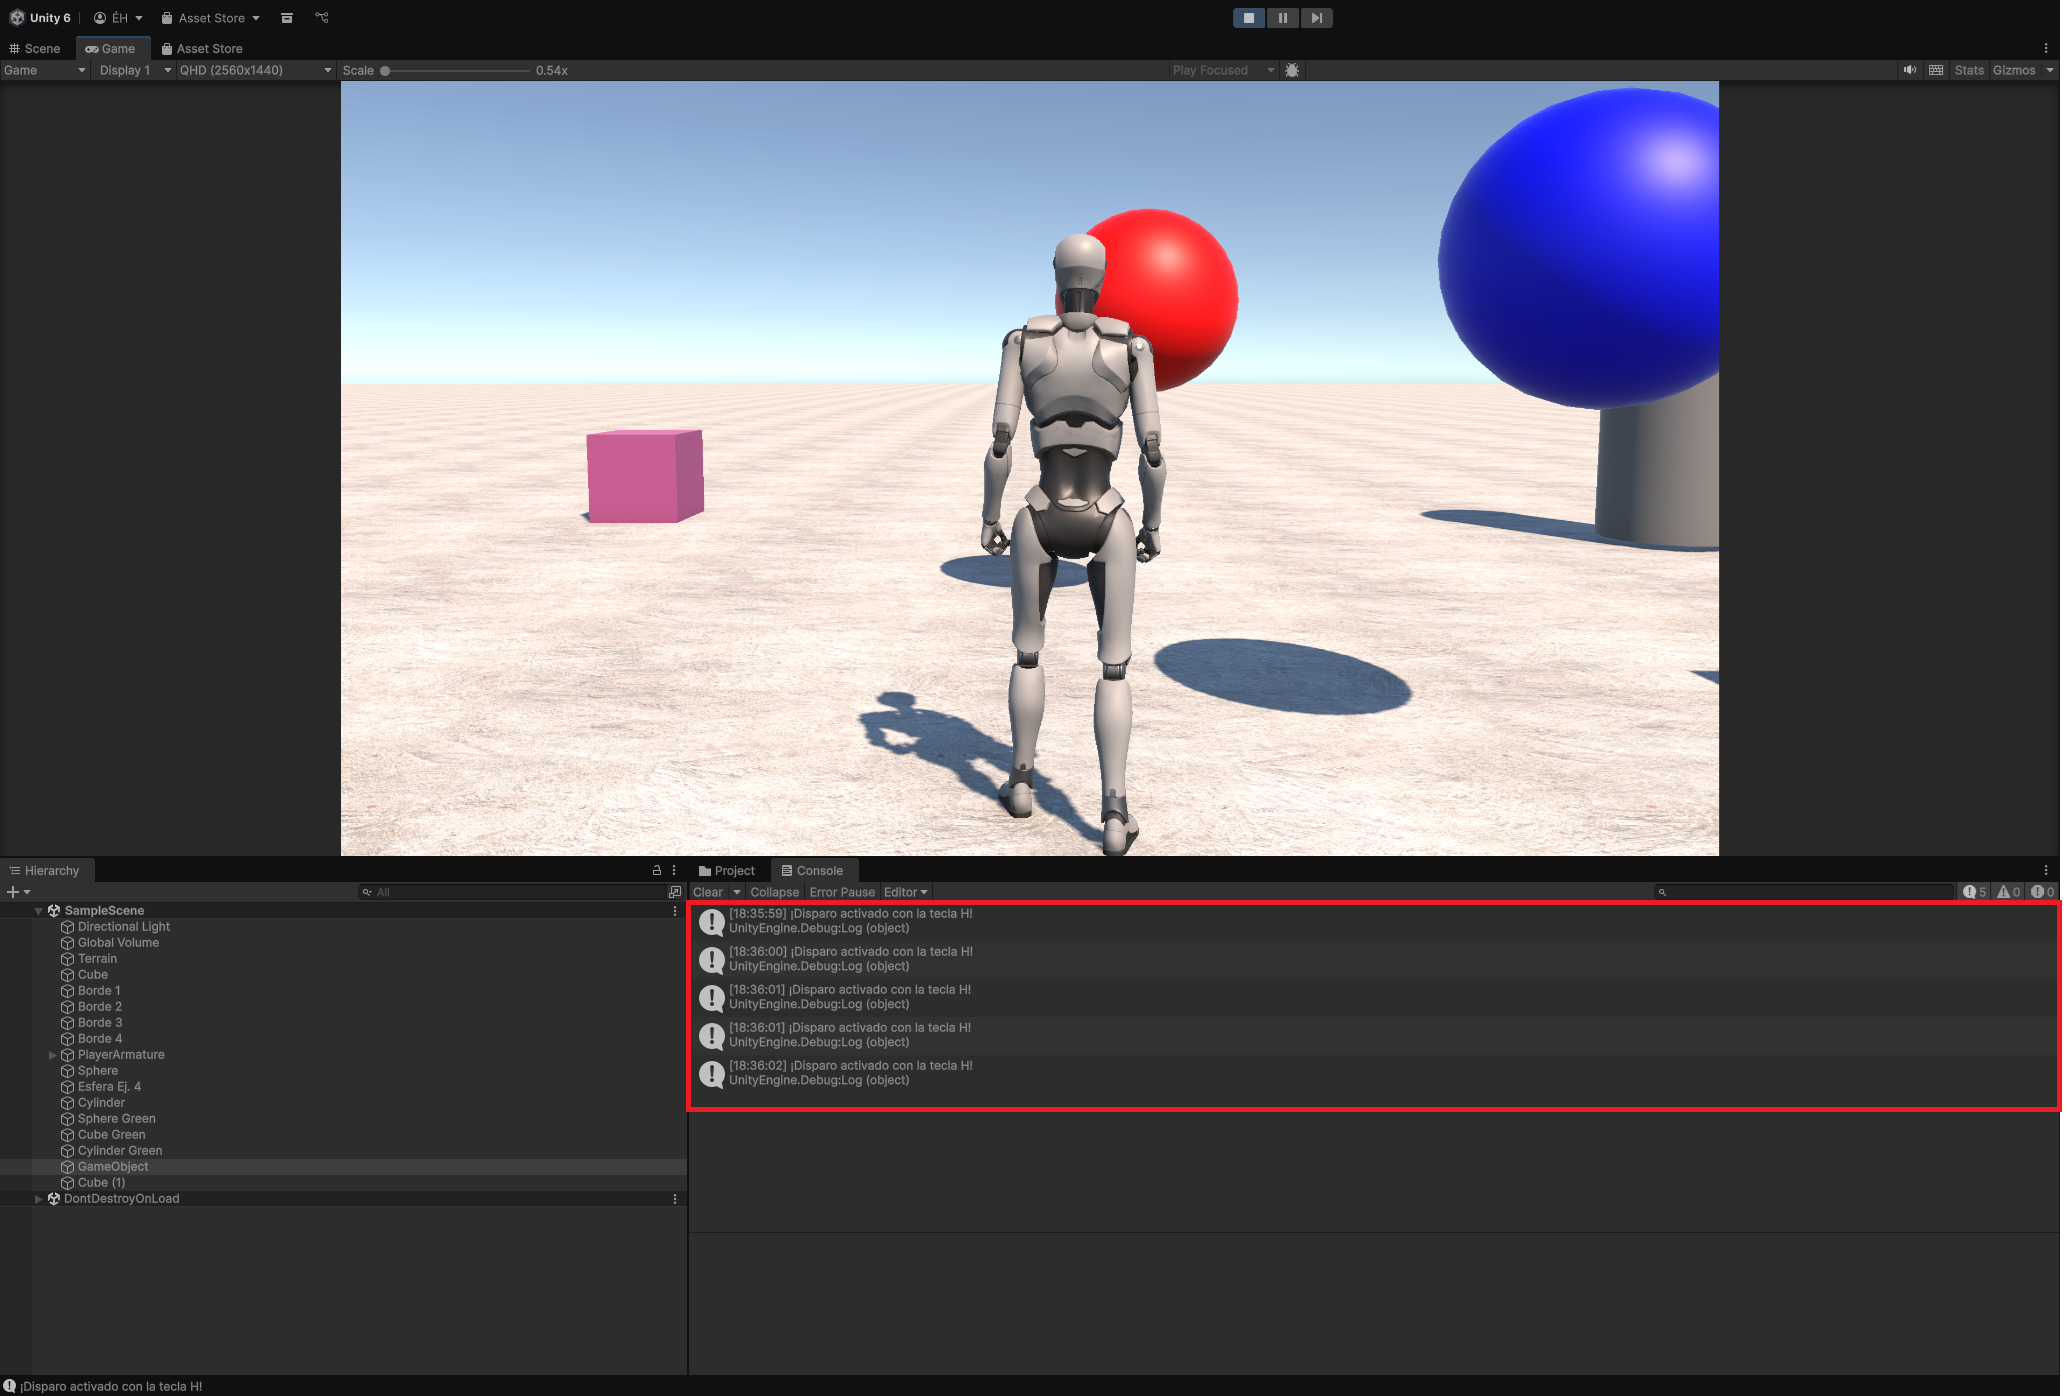 Unity 6 ÉH Asset Store
Scene Game Asset Store
Game Display 1 QHD (2560x1440) Scale 0.54x Play Focused Stats Gizmos
Hierarchy
All
SampleScene
Directional Light
Global Volume
Terrain
Cube
Borde 1
Borde 2
Borde 3
Borde 4
PlayerArmature
Sphere
Esfera Ej. 4
Cylinder
Sphere Green
Cube Green
Cylinder Green
GameObject
Cube (1)
DontDestroyOnLoad
Project Console
Clear Collapse Error Pause Editor 5 0 0
[18:35:59] ¡Disparo activado con la tecla H!
UnityEngine.Debug:Log (object)
[18:36:00] ¡Disparo activado con la tecla H!
UnityEngine.Debug:Log (object)
[18:36:01] ¡Disparo activado con la tecla H!
UnityEngine.Debug:Log (object)
[18:36:01] ¡Disparo activado con la tecla H!
UnityEngine.Debug:Log (object)
[18:36:02] ¡Disparo activado con la tecla H!
UnityEngine.Debug:Log (object)
¡Disparo activado con la tecla H!